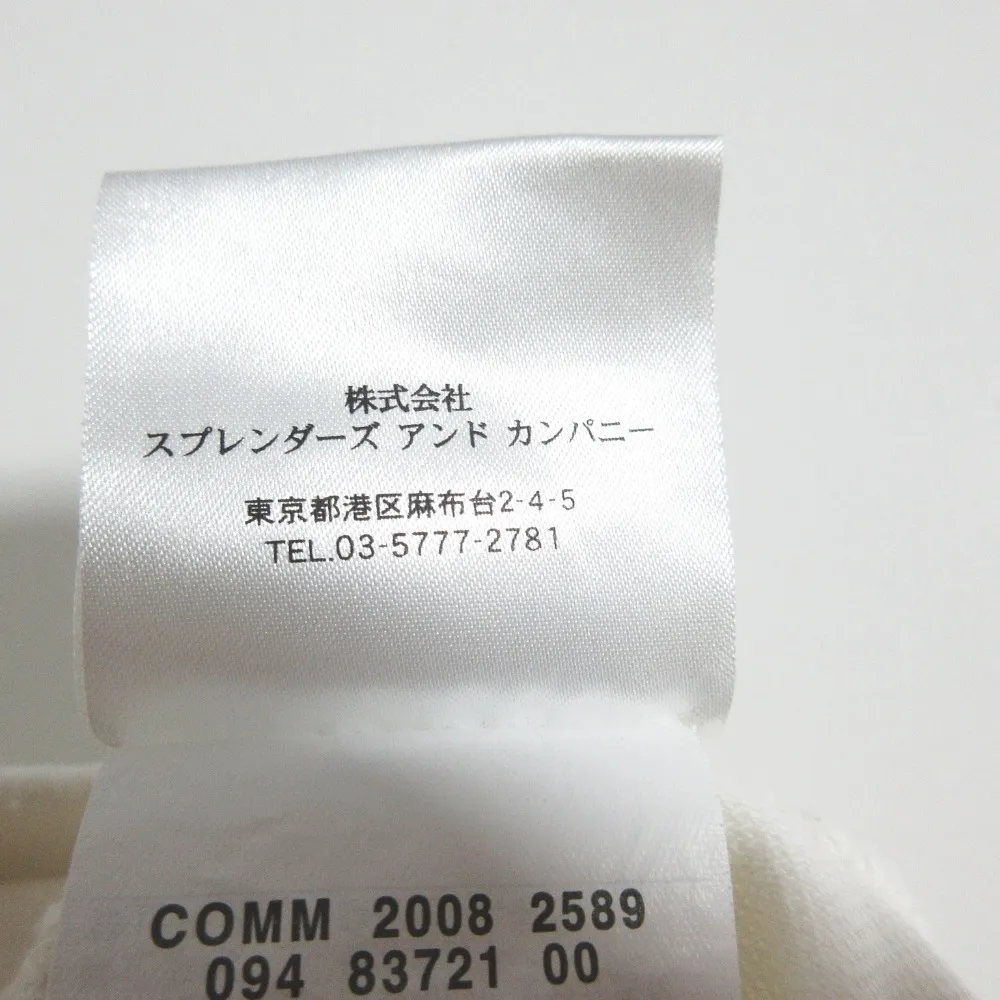 株式会社
スプレンダーズ アンド カンパニー
東京都港区麻布台2-4-5
TEL.03-5777-2781
COMM 2008 2589
094 83721 00